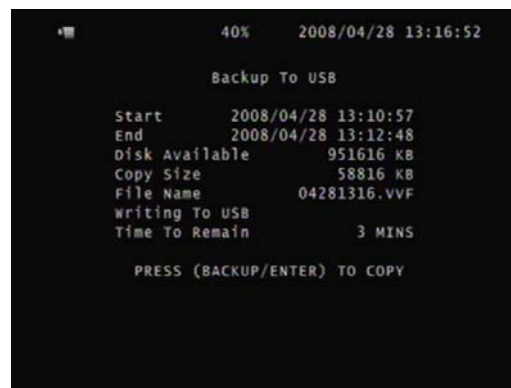 40% 2008/04/28 13:16:52
Backup To USB
Start 2008/04/28 13:10:57
End 2008/04/28 13:12:48
Disk Available 951616 KB
Copy Size 58816 KB
File Name 04281316.VVF
Writing To USB
Time To Remain 3 MINS
PRESS (BACKUP/ENTER) TO COPY